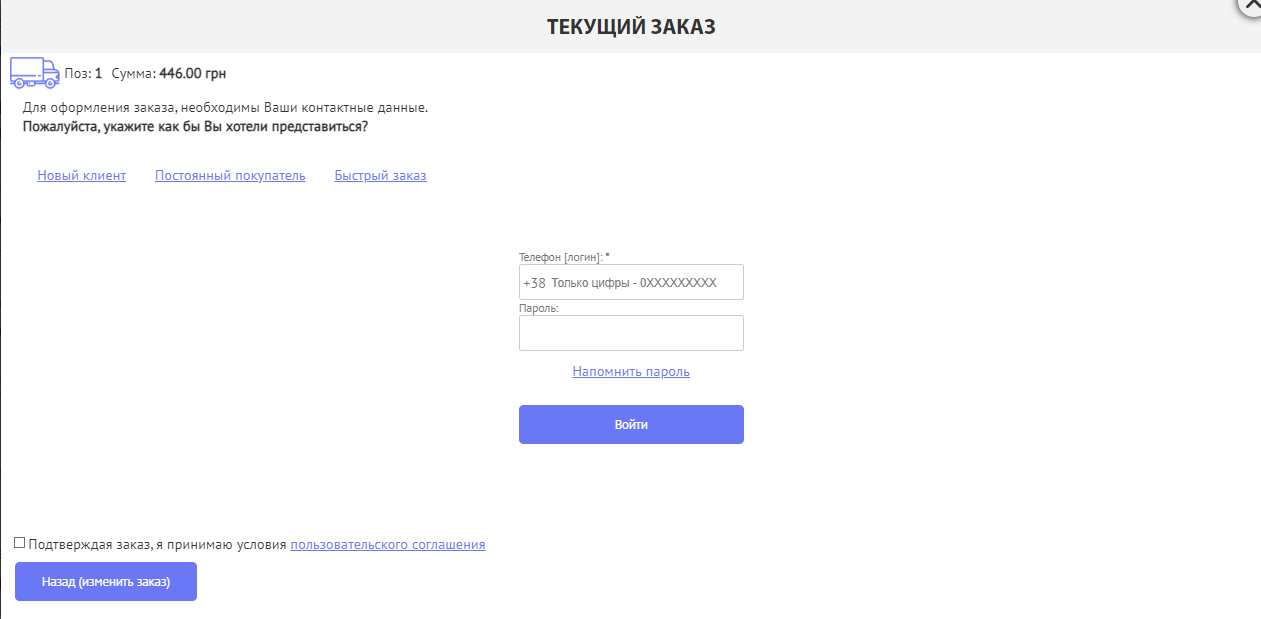 ТЕКУЩИЙ ЗАКАЗ
Поз: 1 Сумма: 446.00 грн
Для оформления заказа, необходимы Ваши контактные данные.
Пожалуйста, укажите как бы Вы хотели представиться?
Новый клиент Постоянный покупатель Быстрый заказ
Телефон [логин]: *
+38 Только цифры - 0XXXXXXXXX
Пароль:
Напомнить пароль
Войти
Подтверждая заказ, я принимаю условия пользовательского соглашения
Назад (изменить заказ)